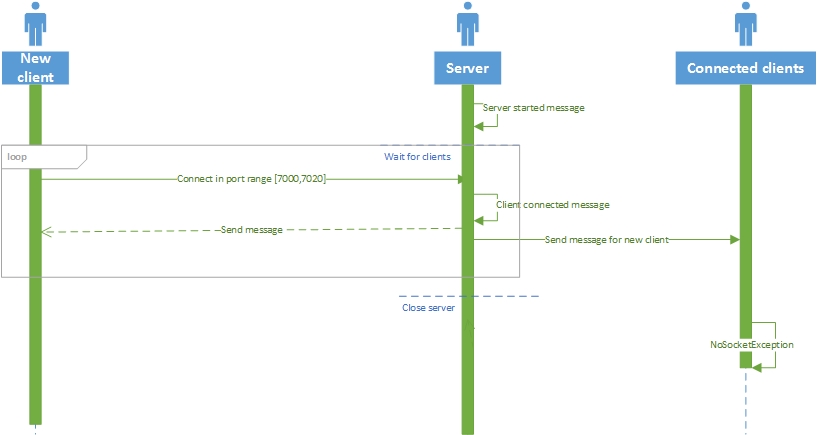 New
client
Server
Connected clients
Server started message
loop
Wait for clients
Connect in port range [7000,7020]
Client connected message
Send message
Send message for new client
Close server
NoSocketException